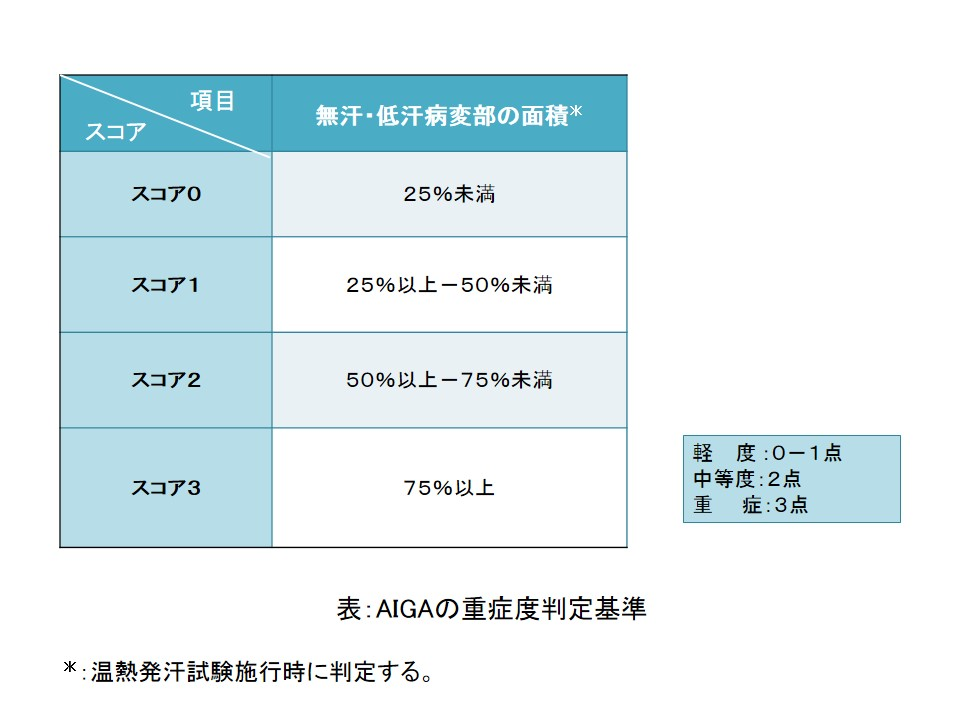 項目
スコア
無汗・低汗病変部の面積*
スコア0
25%未満
スコア1
25%以上－50%未満
スコア2
50%以上－75%未満
スコア3
75%以上
軽　度：0－1点
中等度：2点
重　症：3点
表：AIGAの重症度判定基準
*：温熱発汗試験施行時に判定する。